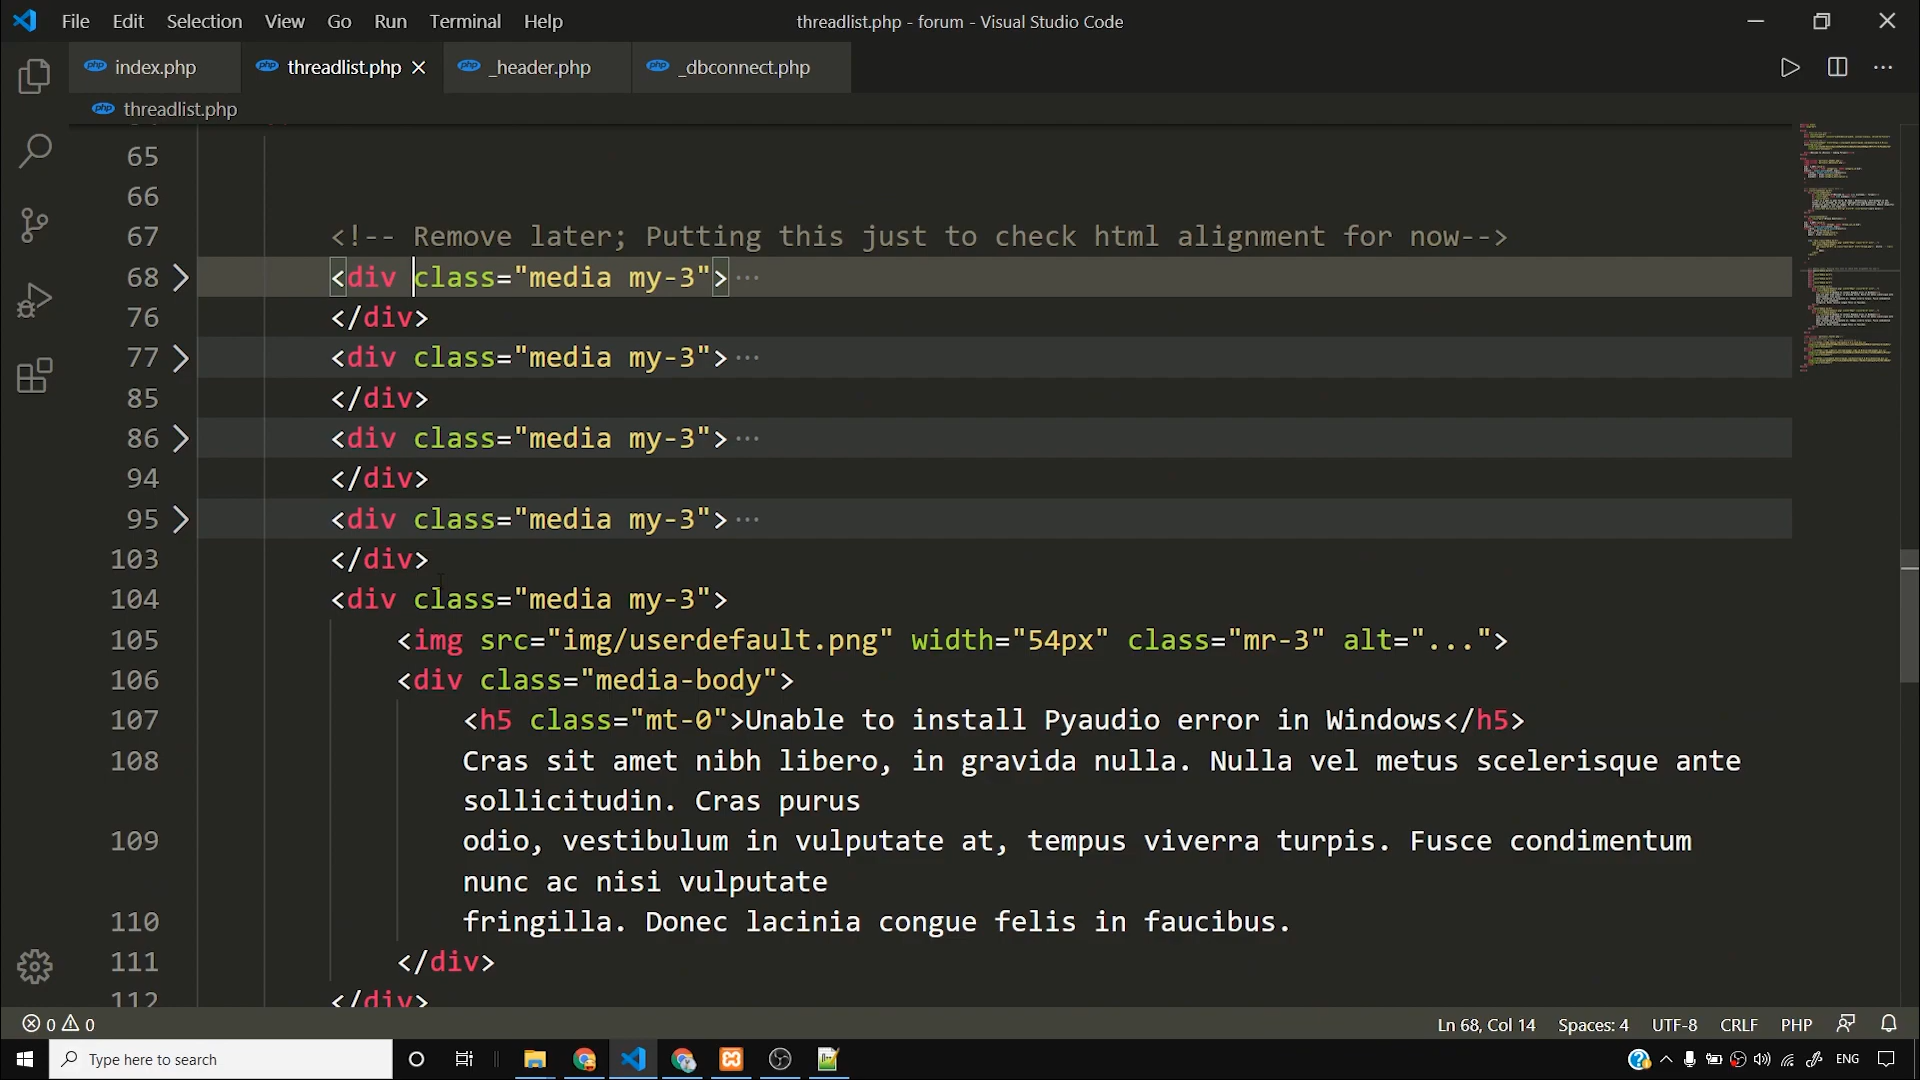 File Edit Selection View Go Run Terminal Help threadlist.php - forum - Visual Studio Code
php index.php php threadlist.php php _header.php php _dbconnect.php
php threadlist.php
65
66
67 <!-- Remove later; Putting this just to check html alignment for now-->
68 <div class="media my-3"> ...
76 </div>
77 <div class="media my-3"> ...
85 </div>
86 <div class="media my-3"> ...
94 </div>
95 <div class="media my-3"> ...
103 </div>
104 <div class="media my-3">
105 <img src="img/userdefault.png" width="54px" class="mr-3" alt="...">
106 <div class="media-body">
107 <h5 class="mt-0">Unable to install Pyaudio error in Windows</h5>
108 Cras sit amet nibh libero, in gravida nulla. Nulla vel metus scelerisque ante
sollicitudin. Cras purus
109 odio, vestibulum in vulputate at, tempus viverra turpis. Fusce condimentum
nunc ac nisi vulputate
110 fringilla. Donec lacinia congue felis in faucibus.
111 </div>
112 </div>
0 0 Ln 68, Col 14 Spaces: 4 UTF-8 CRLF PHP
Type here to search ENG